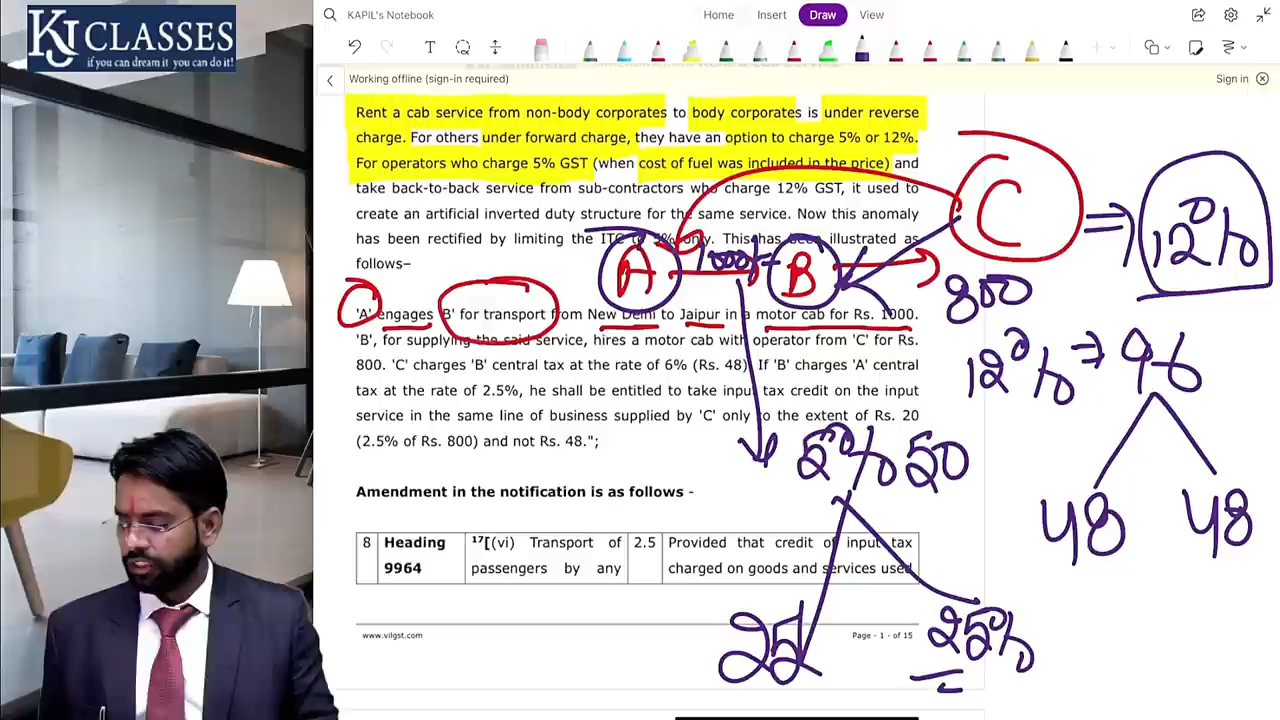 KJ CLASSES
if you can dream it you can do it!
KAPIL's Notebook
Home Insert Draw View
Working offline (sign-in required)
Sign in
Rent a cab service from non-body corporates to body corporates is under reverse
charge. For others under forward charge, they have an option to charge 5% or 12%.
For operators who charge 5% GST (when cost of fuel was included in the price) and
take back-to-back service from sub-contractors who charge 12% GST, it used to
create an artificial inverted duty structure for the same service. Now this anomaly
has been rectified by limiting the ITC to 5% only. This has been illustrated as
follows–
'A' engages 'B' for transport from New Delhi to Jaipur in a motor cab for Rs. 1000.
'B', for supplying the said service, hires a motor cab with operator from 'C' for Rs.
800. 'C' charges 'B' central tax at the rate of 6% (Rs. 48). If 'B' charges 'A' central
tax at the rate of 2.5%, he shall be entitled to take input tax credit on the input
service in the same line of business supplied by 'C' only to the extent of Rs. 20
(2.5% of Rs. 800) and not Rs. 48.";
A 1000/- B C 12%
800
12% ⇒ 96
48 48
5% 50
25 25%
Amendment in the notification is as follows -
8 Heading 17[(vi) Transport of 2.5 Provided that credit of input tax
9964 passengers by any charged on goods and services used
www.vilgst.com Page - 1 - of 15